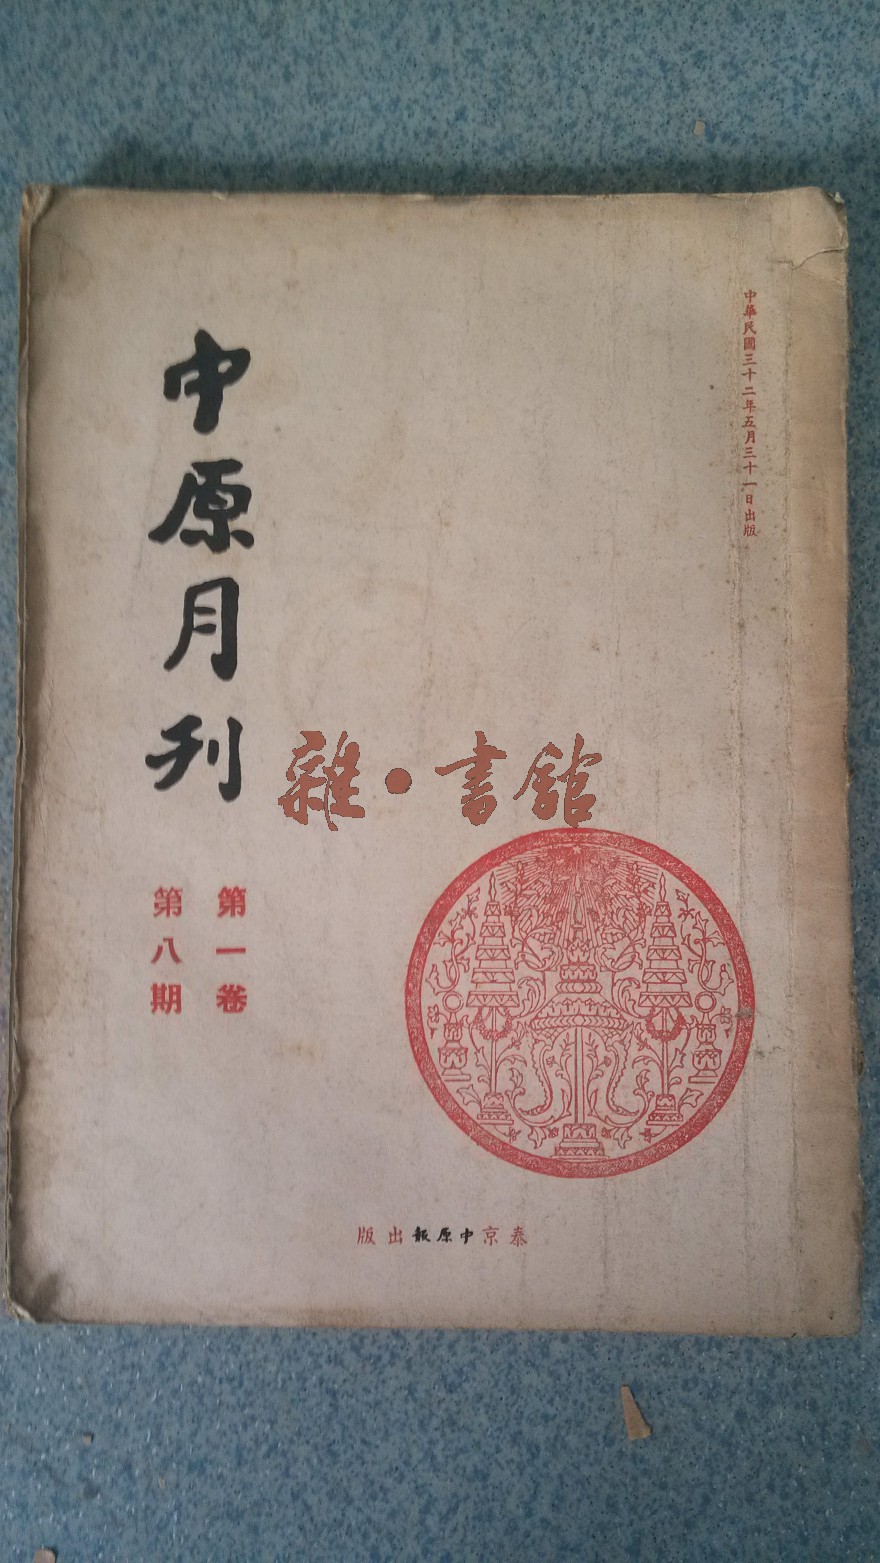 中華民國三十二年五月三十一日出版
中原月刊
第一卷
第八期
雜·書館
泰京中原報出版